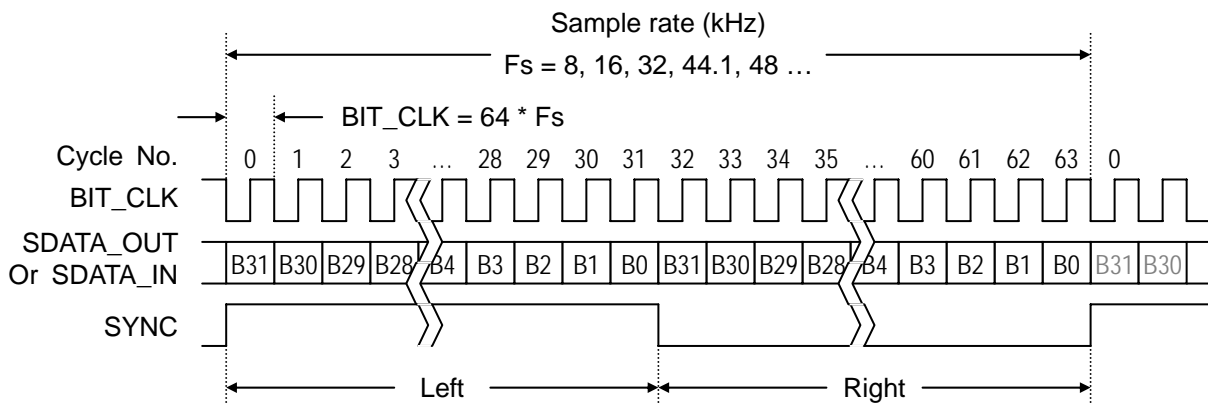 Sample rate (kHz)
Fs = 8, 16, 32, 44.1, 48 …
BIT_CLK = 64 * Fs
Cycle No. 0 1 2 3 … 28 29 30 31 32 33 34 35 … 60 61 62 63 0
BIT_CLK
SDATA_OUT
Or SDATA_IN B31 B30 B29 B28 B4 B3 B2 B1 B0 B31 B30 B29 B28 B4 B3 B2 B1 B0 B31 B30
SYNC
Left Right